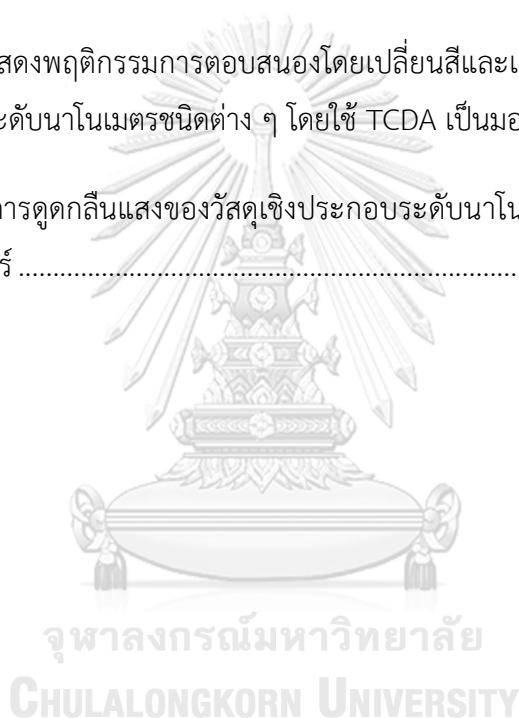 สดงพฤติกรรมการตอบสนองโดยเปลี่ยนสีและเ
ะดับนาโนเมตรชนิดต่าง ๆ โดยใช้ TCDA เป็นมอ
การดูดกลืนแสงของวัสดุเชิงประกอบระดับนาโน
ร์ ...............................................................................
จุฬาลงกรณ์มหาวิทยาลัย
CHULALONGKORN UNIVERSITY